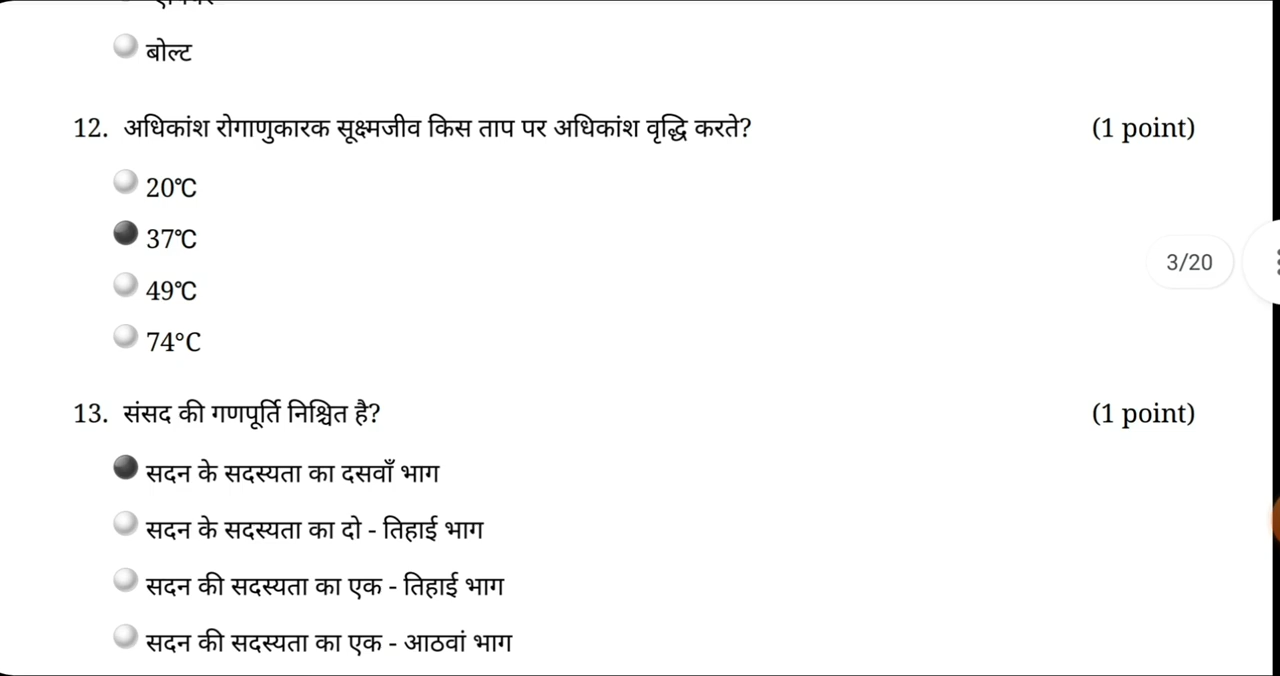 बोल्ट
12. अधिकांश रोगाणुकारक सूक्ष्मजीव किस ताप पर अधिकांश वृद्धि करते? (1 point)
20℃
37℃
49℃
74°C
3/20
13. संसद की गणपूर्ति निश्चित है? (1 point)
सदन के सदस्यता का दसवाँ भाग
सदन के सदस्यता का दो - तिहाई भाग
सदन की सदस्यता का एक - तिहाई भाग
सदन की सदस्यता का एक - आठवां भाग